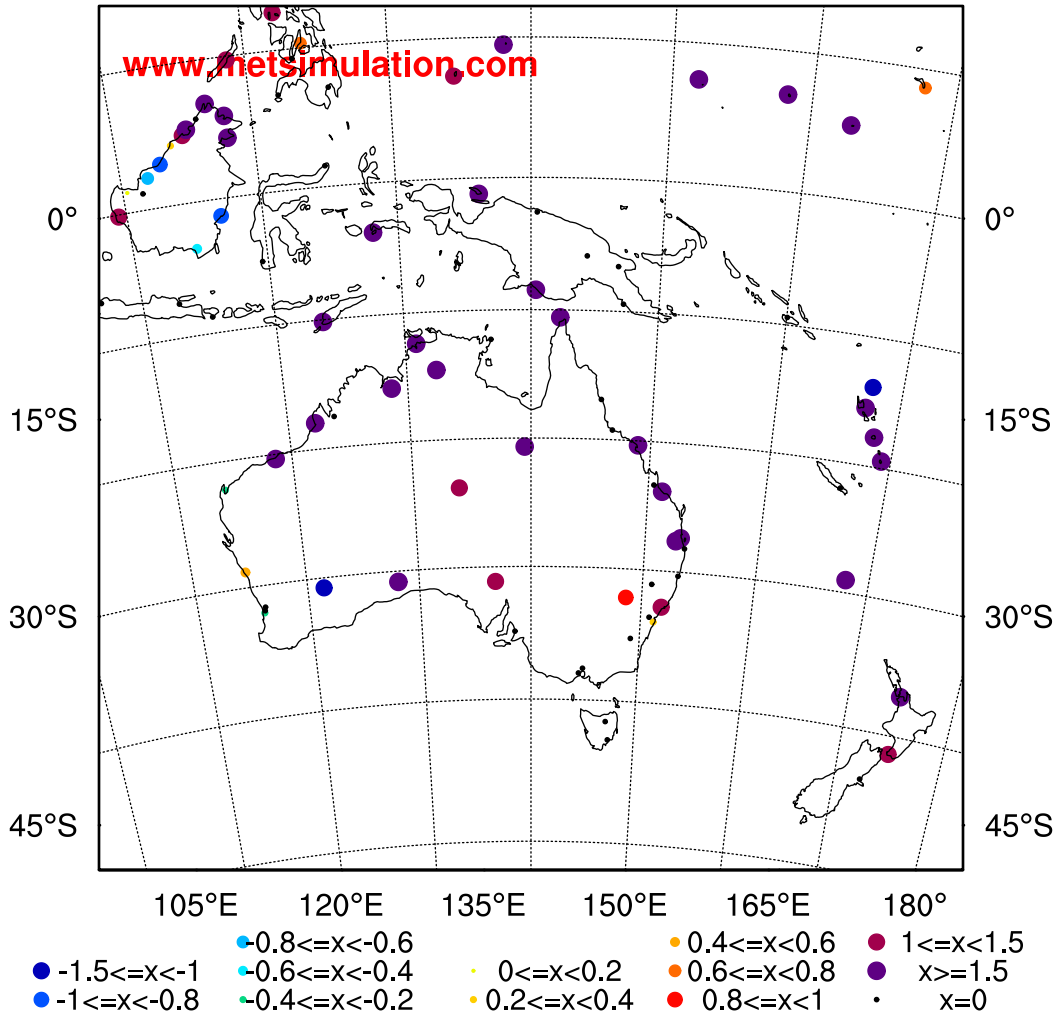 www.metsimulation.com
0° 0°
15°S 15°S
30°S 30°S
45°S 45°S
105°E 120°E 135°E 150°E 165°E 180°
-0.8<=x<-0.6 0.4<=x<0.6 1<=x<1.5
-1.5<=x<-1 -0.6<=x<-0.4 0<=x<0.2 0.6<=x<0.8 x>=1.5
-1<=x<-0.8 -0.4<=x<-0.2 0.2<=x<0.4 0.8<=x<1 x=0